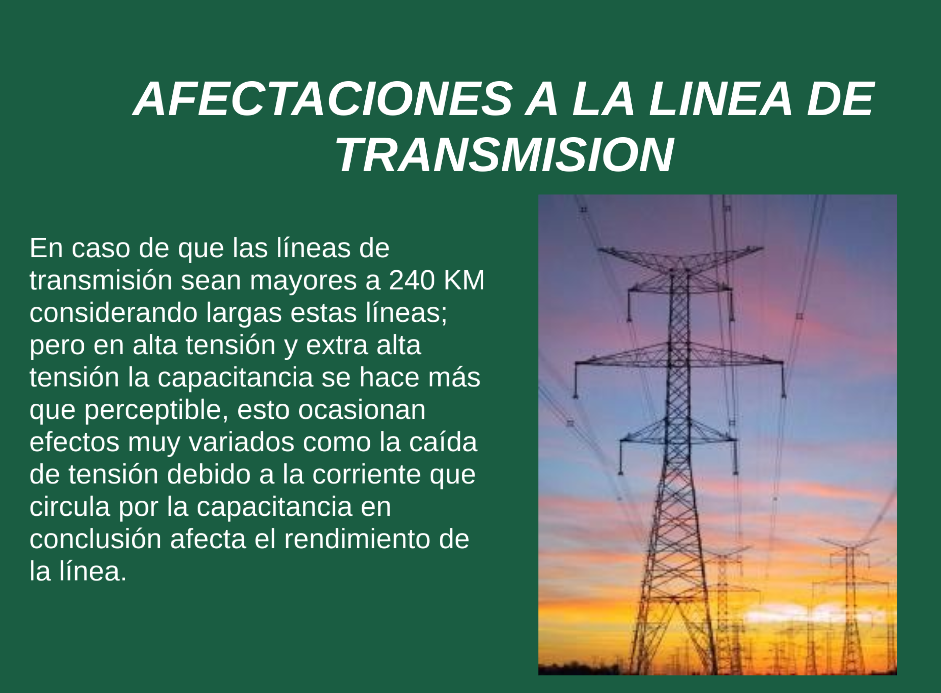 AFECTACIONES A LA LINEA DE
TRANSMISION
En caso de que las líneas de
transmisión sean mayores a 240 KM
considerando largas estas líneas;
pero en alta tensión y extra alta
tensión la capacitancia se hace más
que perceptible, esto ocasionan
efectos muy variados como la caída
de tensión debido a la corriente que
circula por la capacitancia en
conclusión afecta el rendimiento de
la línea.